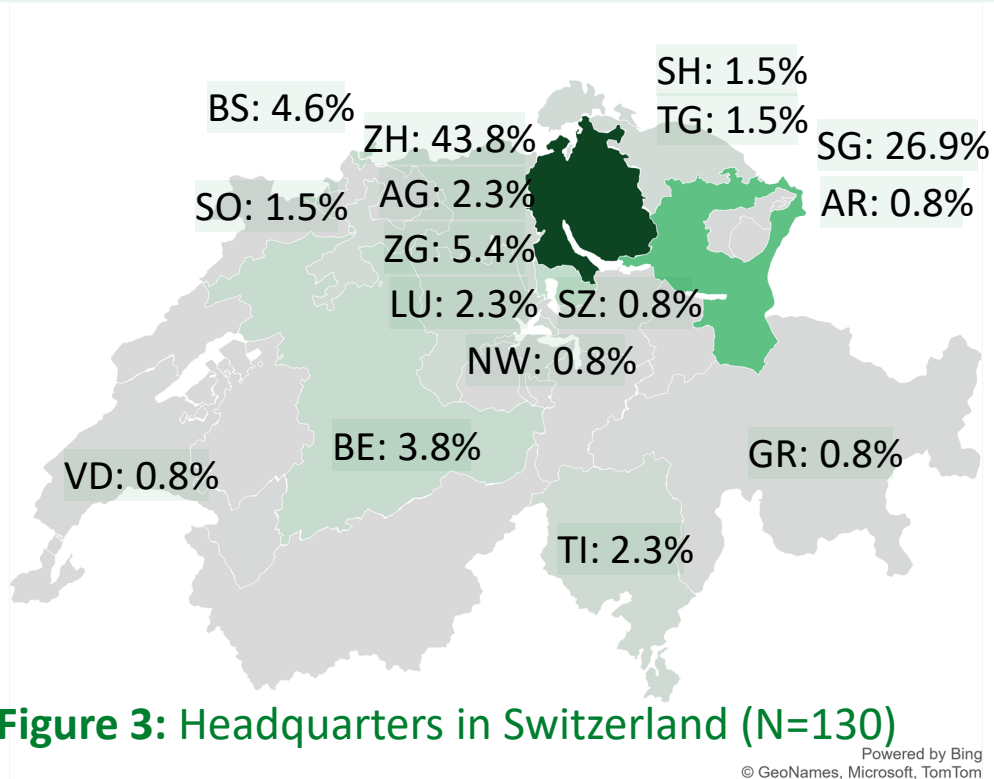 SH: 1.5%
BS: 4.6%
TG: 1.5%
ZH: 43.8%
SG: 26.9%
AG: 2.3%
AR: 0.8%
SO: 1.5%
ZG: 5.4%
LU: 2.3%
SZ: 0.8%
NW: 0.8%
BE: 3.8%
GR: 0.8%
VD: 0.8%
TI: 2.3%
Figure 3: Headquarters in Switzerland (N=130)
Powered by Bing
© GeoNames, Microsoft, TomTom